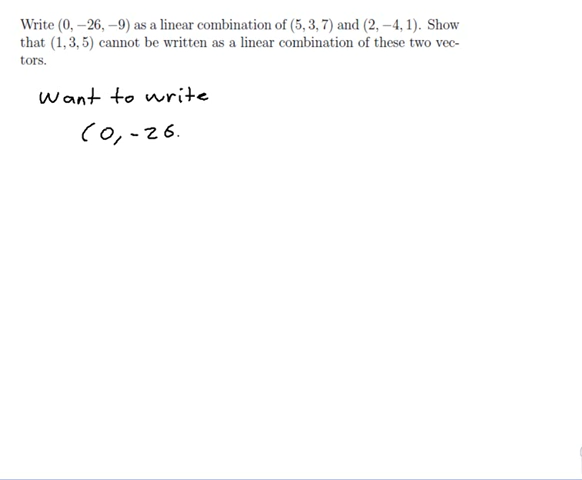 Write (0, −26, −9) as a linear combination of (5, 3, 7) and (2, −4, 1). Show
that (1, 3, 5) cannot be written as a linear combination of these two vec-
tors.
Want to write
(0, -26.